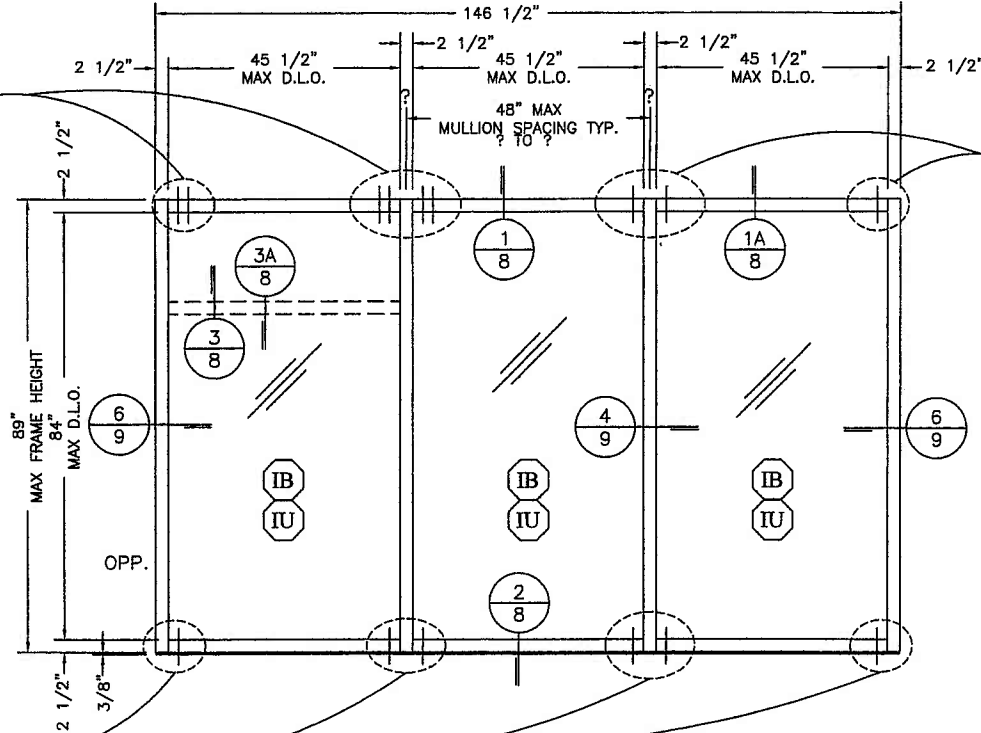 146 1/2"
2 1/2"
45 1/2"
MAX D.L.O.
2 1/2"
45 1/2"
MAX D.L.O.
2 1/2"
45 1/2"
MAX D.L.O.
2 1/2"
?
?
48" MAX
MULLION SPACING TYP.
? TO ?
2 1/2"
1
8
1A
8
3A
8
3
8
89"
MAX FRAME HEIGHT
84"
MAX D.L.O.
6
9
4
9
6
9
IB
IU
IB
IU
IB
IU
OPP.
2
8
2 1/2"
3/8"